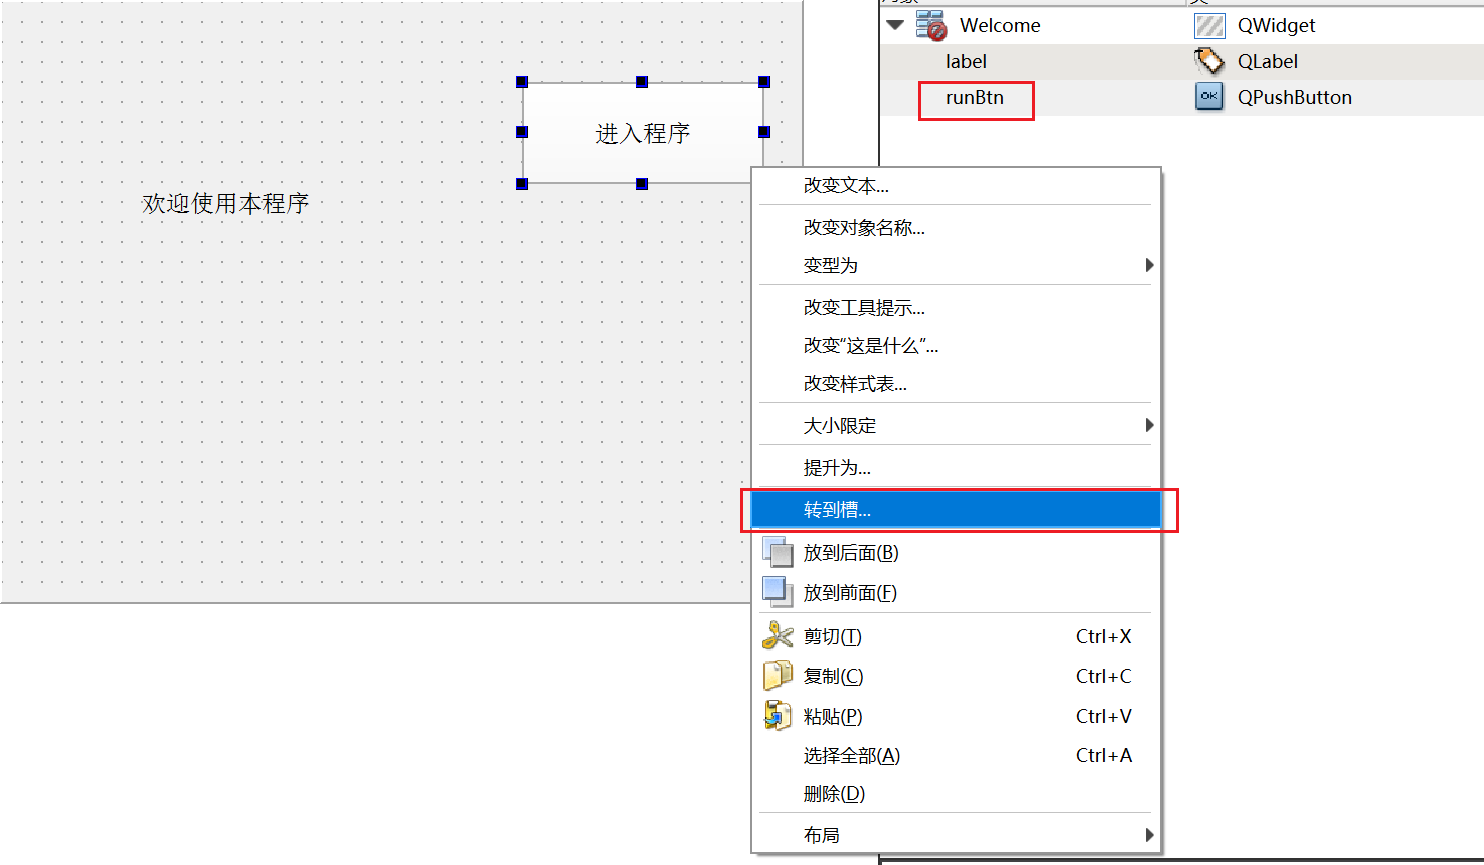 Welcome
QWidget
label
QLabel
runBtn
OK
QPushButton
进入程序
欢迎使用本程序
改变文本...
改变对象名称...
变型为
改变工具提示...
改变“这是什么”...
改变样式表...
大小限定
提升为...
转到槽...
放到后面(B)
放到前面(F)
剪切(T) Ctrl+X
复制(C) Ctrl+C
粘贴(P) Ctrl+V
选择全部(A) Ctrl+A
删除(D)
布局